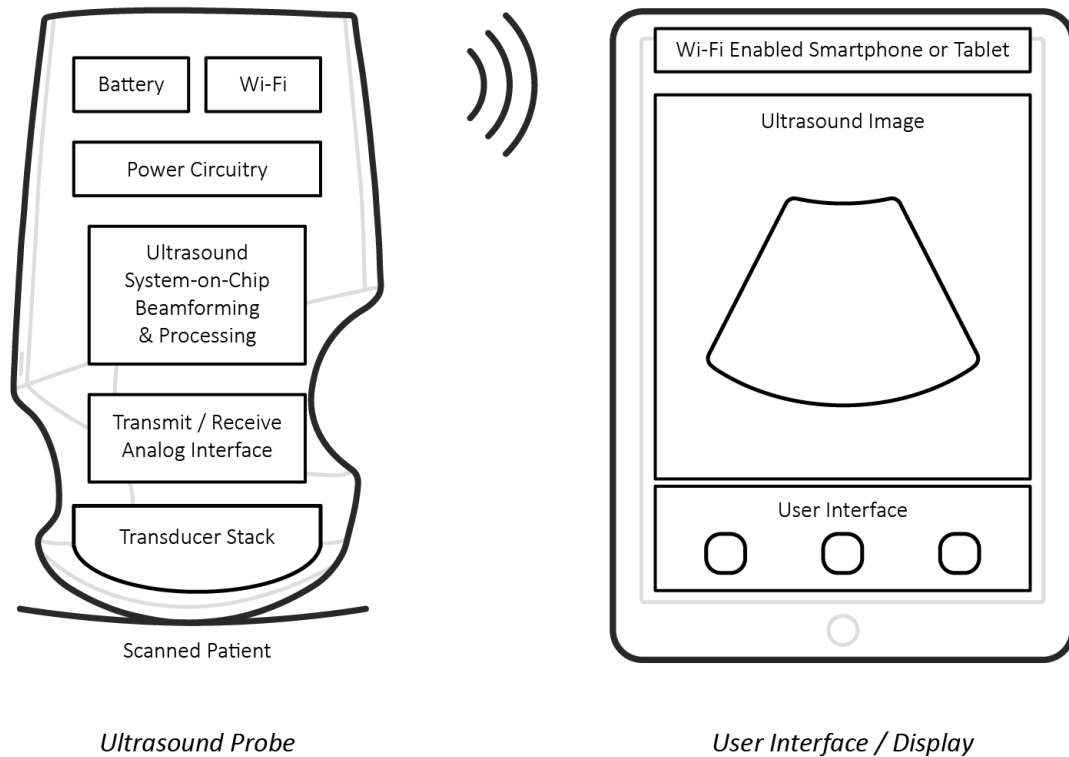 Battery
Wi-Fi
Power Circuitry
Ultrasound
System-on-Chip
Beamforming
& Processing
Transmit / Receive
Analog Interface
Transducer Stack
Scanned Patient
Ultrasound Probe
Wi-Fi Enabled Smartphone or Tablet
Ultrasound Image
User Interface
User Interface / Display